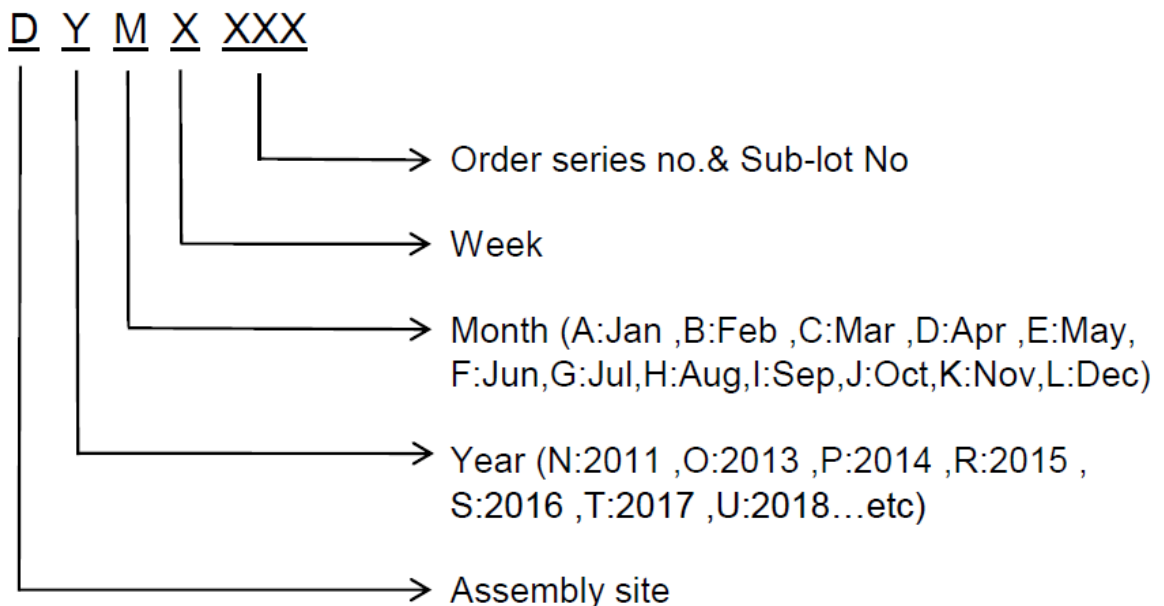 D Y M X XXX
Order series no.& Sub-lot No
Week
Month (A:Jan ,B:Feb ,C:Mar ,D:Apr ,E:May,
F:Jun,G:Jul,H:Aug,I:Sep,J:Oct,K:Nov,L:Dec)
Year (N:2011 ,O:2013 ,P:2014 ,R:2015 ,
S:2016 ,T:2017 ,U:2018...etc)
Assembly site